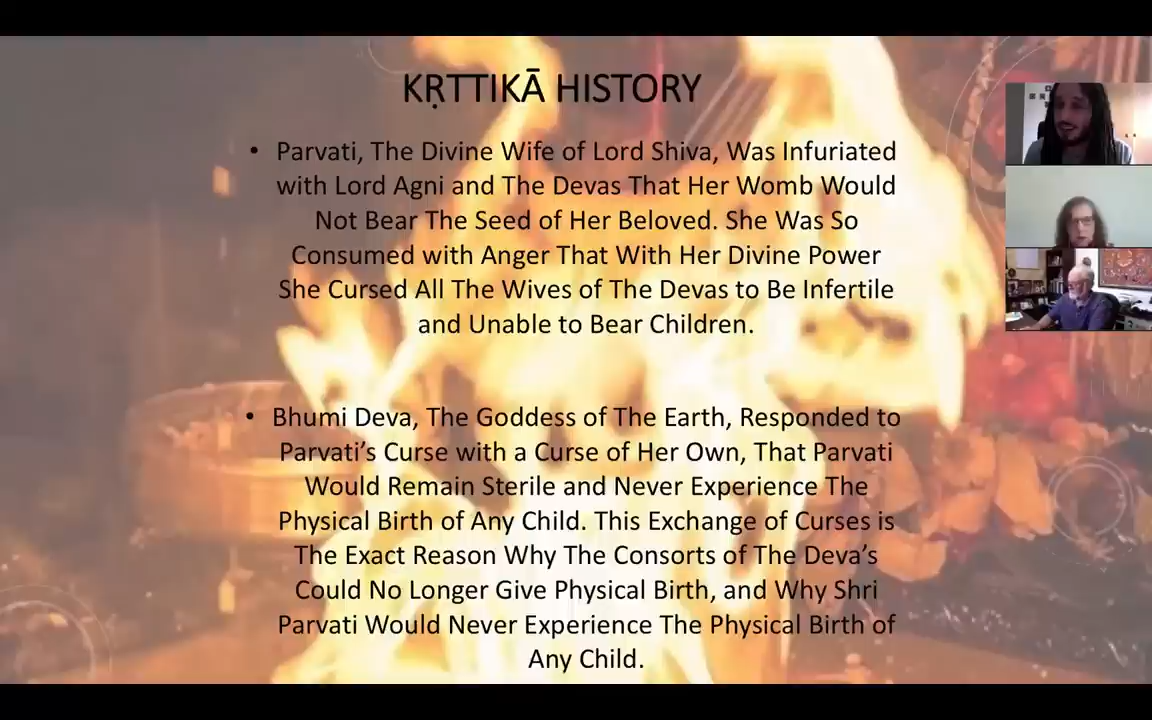 KṚTTIKĀ HISTORY
• Parvati, The Divine Wife of Lord Shiva, Was Infuriated
with Lord Agni and The Devas That Her Womb Would
Not Bear The Seed of Her Beloved. She Was So
Consumed with Anger That With Her Divine Power
She Cursed All The Wives of The Devas to Be Infertile
and Unable to Bear Children.
• Bhumi Deva, The Goddess of The Earth, Responded to
Parvati’s Curse with a Curse of Her Own, That Parvati
Would Remain Sterile and Never Experience The
Physical Birth of Any Child. This Exchange of Curses is
The Exact Reason Why The Consorts of The Deva’s
Could No Longer Give Physical Birth, and Why Shri
Parvati Would Never Experience The Physical Birth of
Any Child.